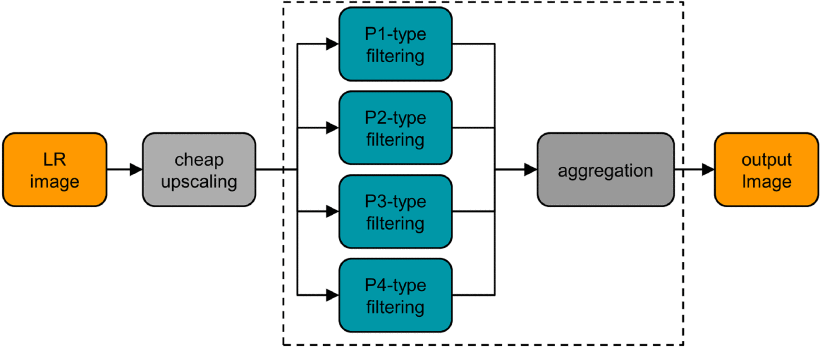 LR
image
cheap
upscaling
P1-type
filtering
P2-type
filtering
P3-type
filtering
P4-type
filtering
aggregation
output
Image